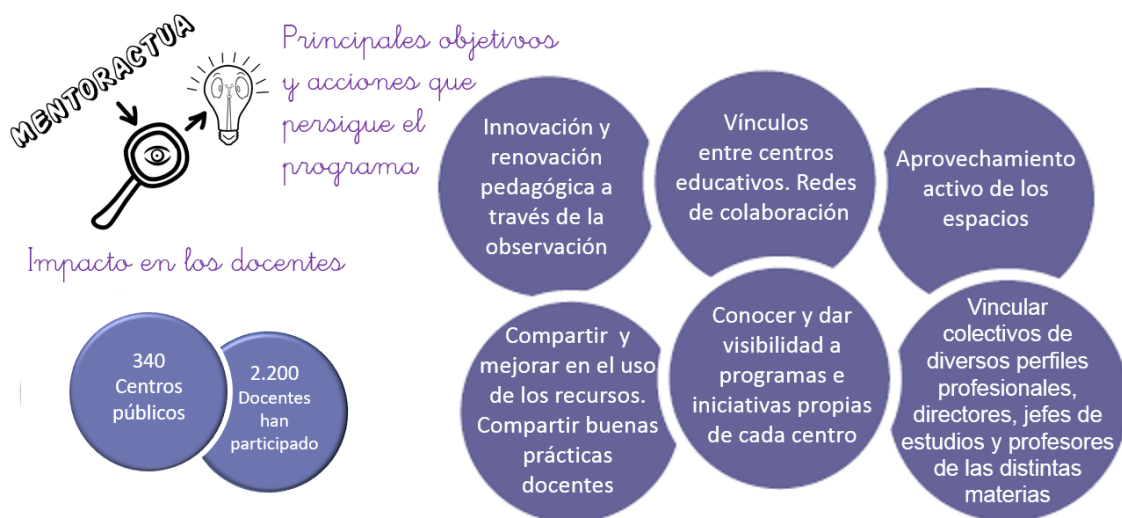 MENTORACTUA
Principales objetivos
y acciones que
persigue el
programa
Innovación y
renovación
pedagógica a
través de la
observación
Vínculos
entre centros
educativos. Redes
de colaboración
Aprovechamiento
activo de los
espacios
Impacto en los docentes
340
Centros
públicos
2.200
Docentes
han
participado
Compartir y
mejorar en el uso
de los recursos.
Compartir buenas
prácticas
docentes
Conocer y dar
visibilidad a
programas e
iniciativas propias
de cada centro
Vincular
colectivos de
diversos perfiles
profesionales,
directores, jefes de
estudios y profesores
de las distintas
materias